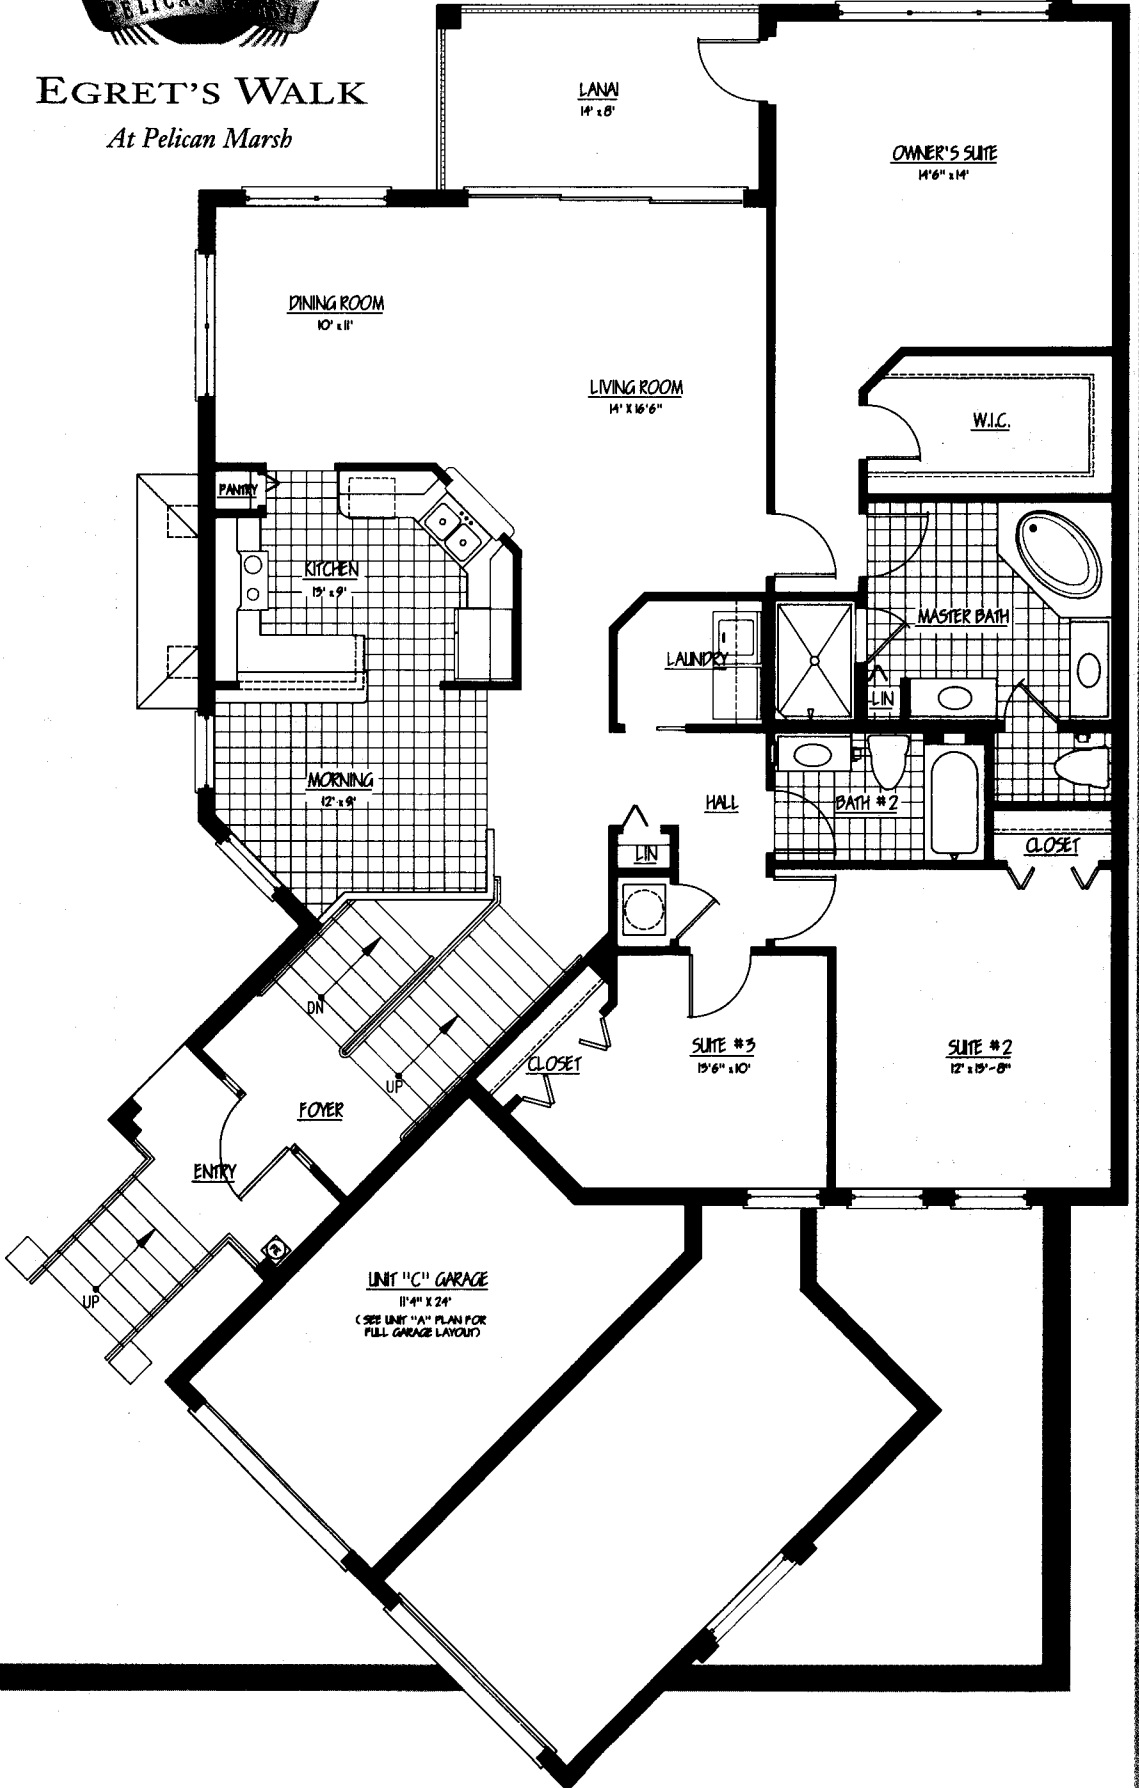 PELICAN MARSH
EGRET'S WALK
At Pelican Marsh
LANAI
14' x 8'
OWNER'S SUITE
14'6" x 14'
DINING ROOM
10' x 11'
LIVING ROOM
14' X 16'6"
W.I.C.
PANTRY
KITCHEN
13' x 9'
MASTER BATH
LAUNDRY
LIN
MORNING
12' x 9'
HALL
BATH #2
LIN
CLOSET
DN
UP
CLOSET
SUITE #3
13'6" x 10'
SUITE #2
12' x 13'-8"
FOYER
ENTRY
UP
UNIT "C" GARAGE
11'4" X 24'
(SEE UNIT "A" PLAN FOR
FULL GARAGE LAYOUT)